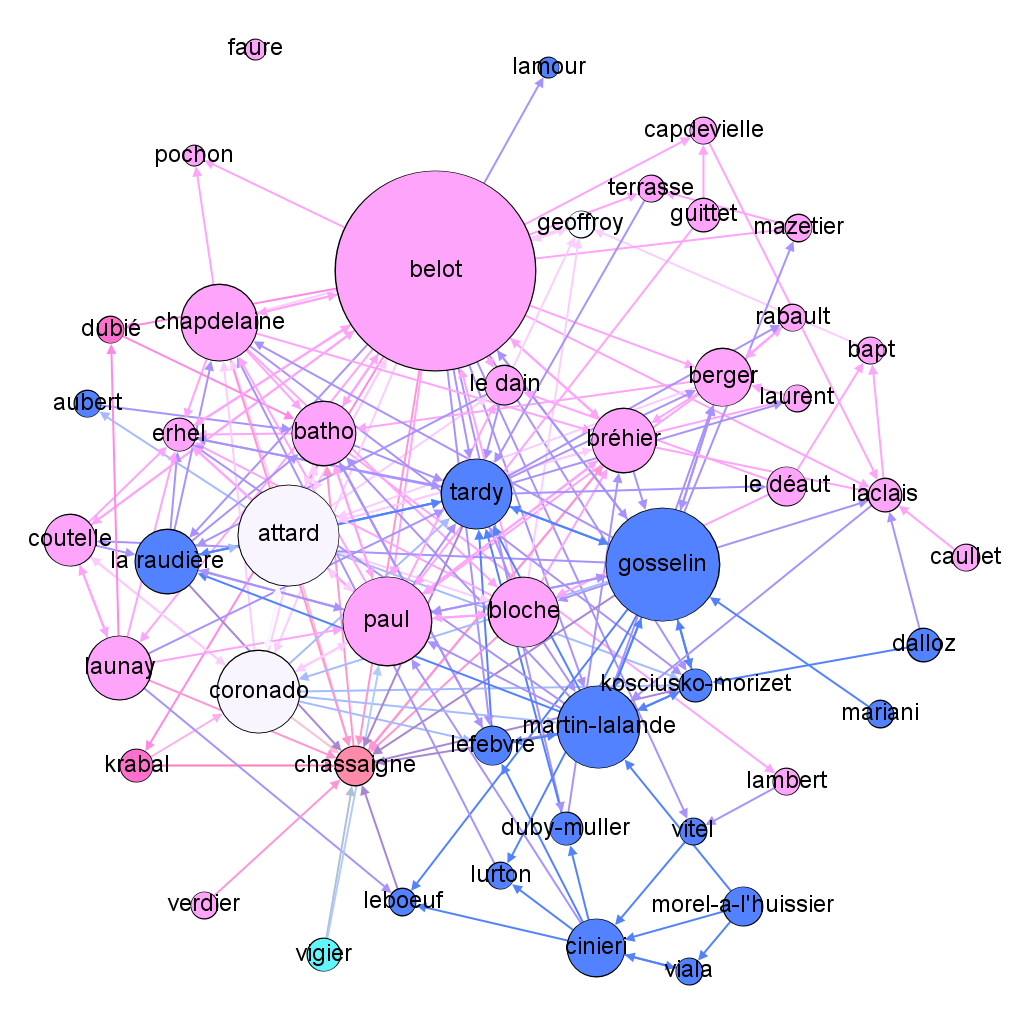 faure
lamour
capdevielle
pochon
terrasse
guittet
geoffroy
mazetier
belot
chapdelaine
rabault
dubié
bapt
le dain
berger
aubert
laurent
erhel
batho
bréhier
le déaut
tardy
laclais
attard
coutelle
la raudière
gosselin
caullet
paul
bloche
dalloz
launay
coronado
kosciusko-morizet
mariani
martin-lalande
lefebvre
krabal
chassaigne
lambert
duby-muller
vitel
lurton
verdier
leboeuf
morel-a-l'huissier
cinieri
vigier
viala